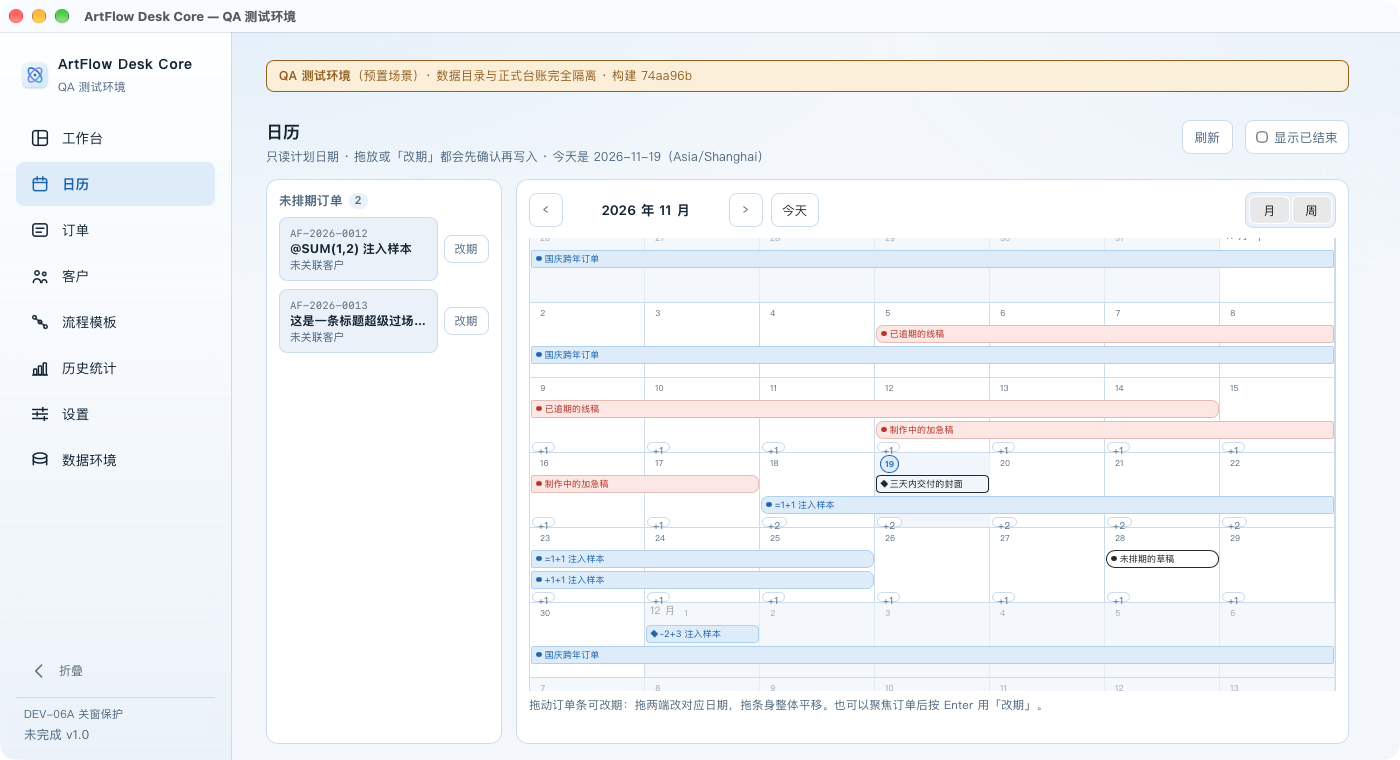 ArtFlow Desk Core — QA 测试环境
ArtFlow Desk Core
QA 测试环境
工作台
日历
订单
客户
流程模板
历史统计
设置
数据环境
折叠
DEV-06A 关窗保护
未完成 v1.0
QA 测试环境（预置场景）· 数据目录与正式台账完全隔离 · 构建 74aa96b
日历
只读计划日期 · 拖放或「改期」都会先确认再写入 · 今天是 2026-11-19（Asia/Shanghai）
刷新
显示已结束
未排期订单 2
AF-2026-0012
@SUM(1,2) 注入样本
未关联客户
改期
AF-2026-0013
这是一条标题超级过场…
未关联客户
改期
< 2026 年 11 月 > 今天 月 周
国庆跨年订单
2 3 4 5 6 7 8
已逾期的线稿
国庆跨年订单
9 10 11 12 13 14 15
已逾期的线稿
制作中的加急稿
+1 +1 +1 +1 +1 +1 +1
16 17 18 19 20 21 22
制作中的加急稿 三天内交付的封面
=1+1 注入样本
+1 +1 +2 +2 +2 +2 +2
23 24 25 26 27 28 29
=1+1 注入样本 未排期的草稿
+1+1 注入样本
+1 +1 +1 +1 +1 +1 +1
30 12 月 1 2 3 4 5 6
-2+3 注入样本
国庆跨年订单
7 8 9 10 11 12 13
拖动订单条可改期：拖两端改对应日期，拖条身整体平移。也可以聚焦订单后按 Enter 用「改期」。